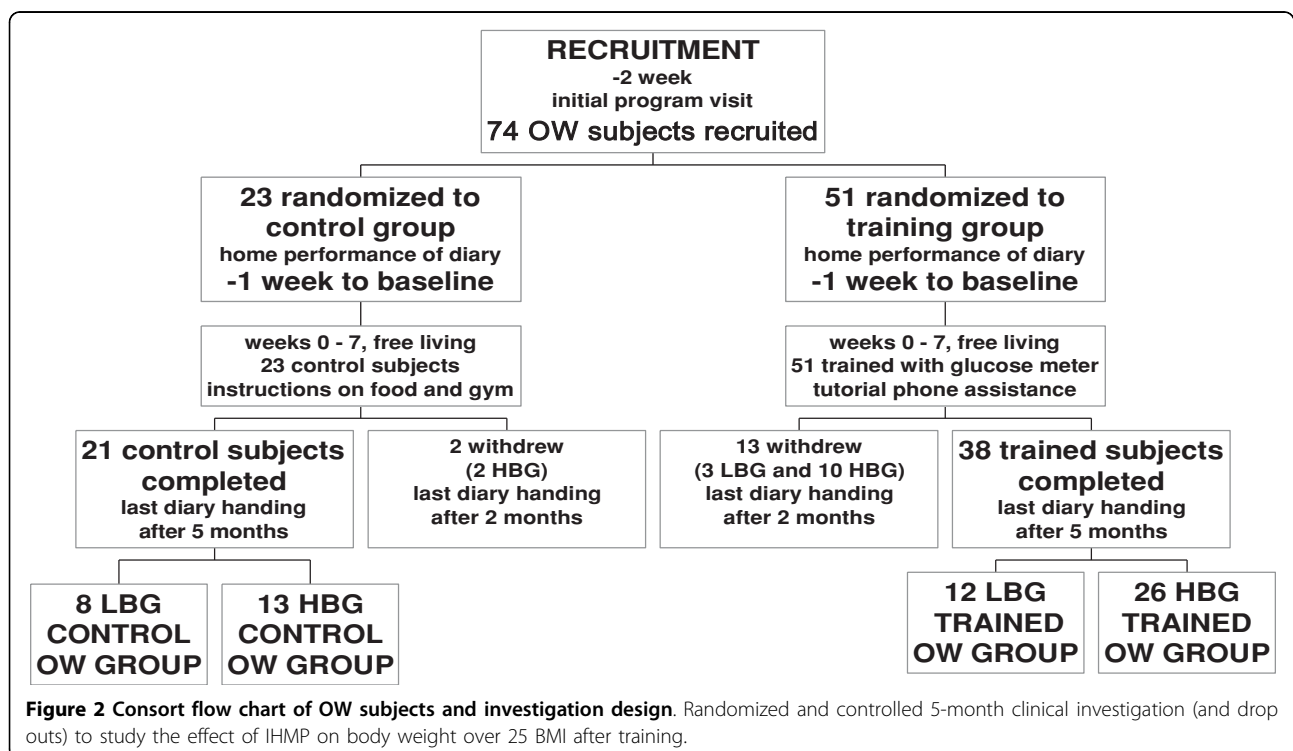 RECRUITMENT
-2 week
initial program visit
74 OW subjects recruited
23 randomized to
control group
home performance of diary
-1 week to baseline
51 randomized to
training group
home performance of diary
-1 week to baseline
weeks 0 - 7, free living
23 control subjects
instructions on food and gym
weeks 0 - 7, free living
51 trained with glucose meter
tutorial phone assistance
21 control subjects
completed
last diary handing
after 5 months
2 withdrew
(2 HBG)
last diary handing
after 2 months
13 withdrew
(3 LBG and 10 HBG)
last diary handing
after 2 months
38 trained subjects
completed
last diary handing
after 5 months
8 LBG
CONTROL
OW GROUP
13 HBG
CONTROL
OW GROUP
12 LBG
TRAINED
OW GROUP
26 HBG
TRAINED
OW GROUP
Figure 2 Consort flow chart of OW subjects and investigation design. Randomized and controlled 5-month clinical investigation (and drop
outs) to study the effect of IHMP on body weight over 25 BMI after training.